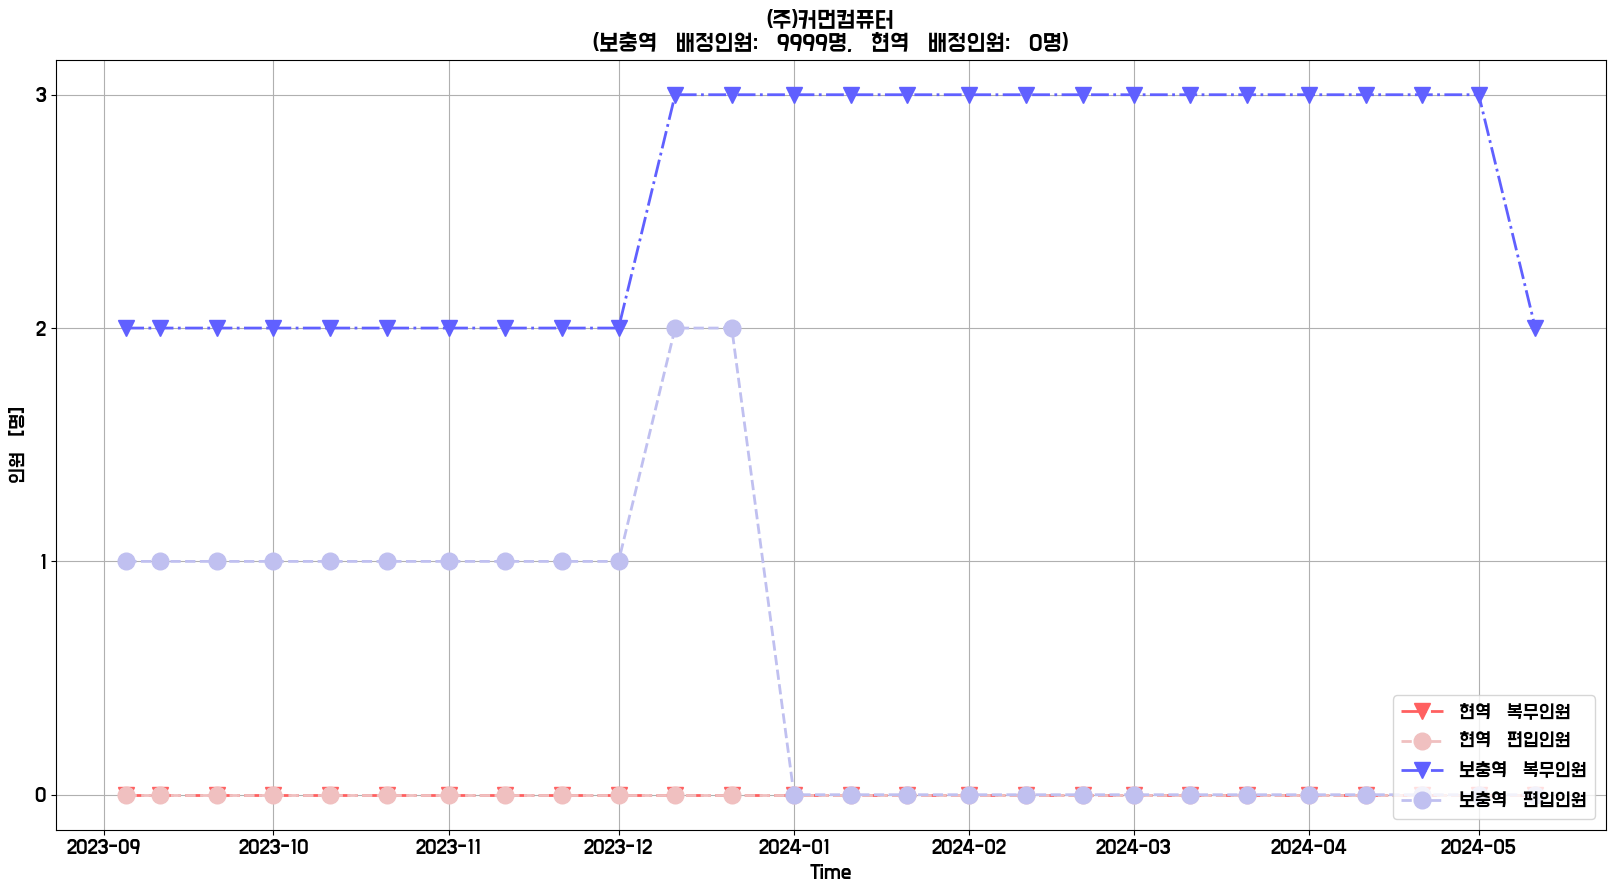 (주)커먼컴퓨터
(보충역 배정인원: 9999명, 현역 배정인원: 0명)
3
2
1
0
인원 [명]
2023-09 2023-10 2023-11 2023-12 2024-01 2024-02 2024-03 2024-04 2024-05
Time
현역 복무인원
현역 편입인원
보충역 복무인원
보충역 편입인원